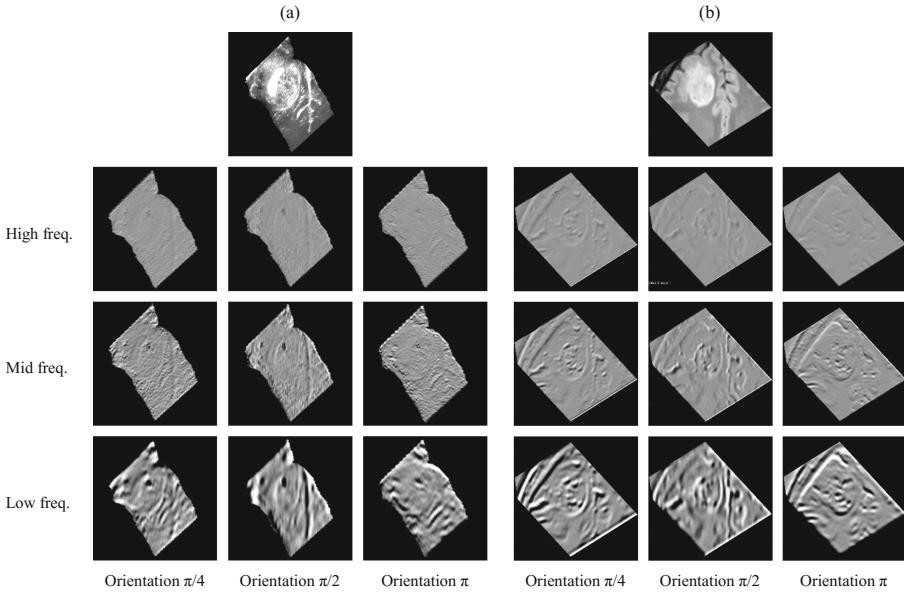 (a) (b)
High freq.
Mid freq.
Low freq.
Orientation π/4 Orientation π/2 Orientation π Orientation π/4 Orientation π/2 Orientation π